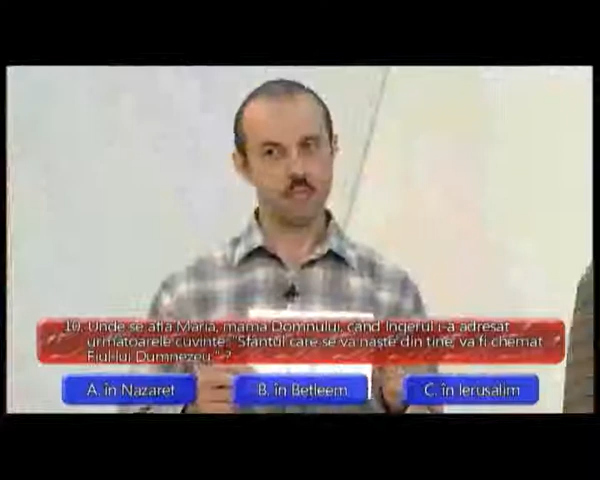 10. Unde se afla Maria, mama Domnului, când îngerul i-a adresat
următoarele cuvinte, "Sfântul care se va naşte din tine, va fi chemat
Fiul-lui Dumnezeu." ?
A. în Nazaret
B. în Betleem
C. în Ierusalim